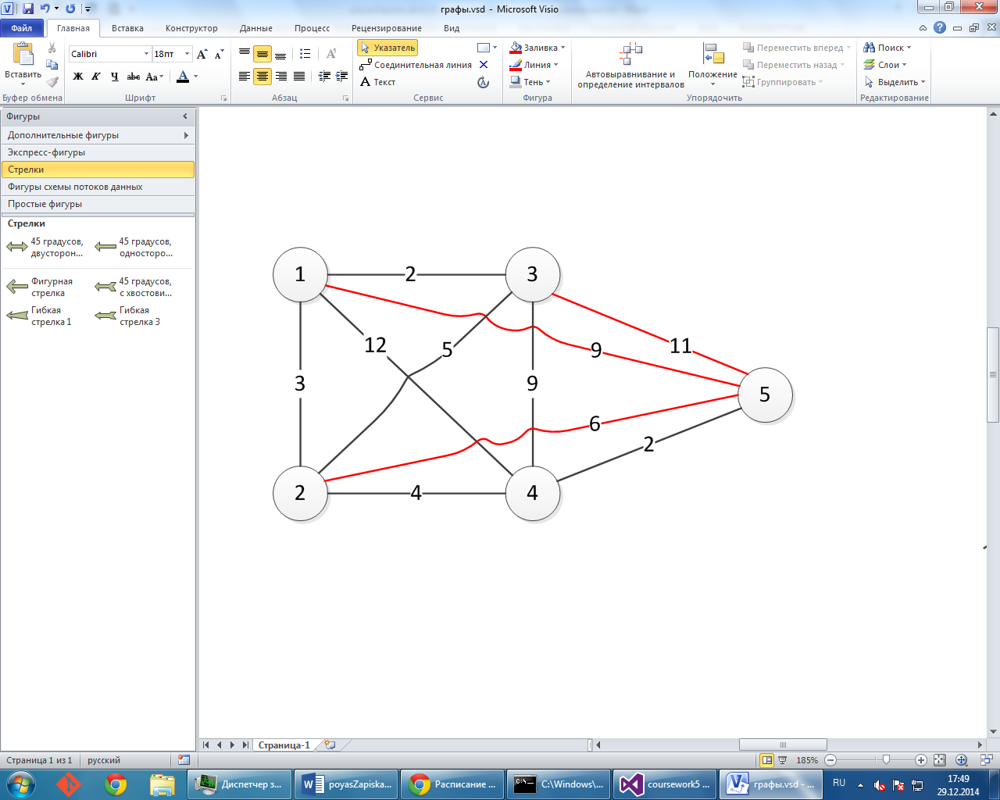 графы.vsd - Microsoft Visio
Файл Главная Вставка Конструктор Данные Процесс Рецензирование Вид
Вставить
Буфер обмена
Calibri 18пт
Ж К Ч abc Aa А
Шрифт
Абзац
Указатель
Соединительная линия
A Текст
Сервис
Заливка
Линия
Тень
Фигура
Автовыравнивание и
определение интервалов
Положение
Переместить вперед
Переместить назад
Группировать
Упорядочить
Поиск
Слои
Выделить
Редактирование
Фигуры
Дополнительные фигуры
Экспресс-фигуры
Стрелки
Фигуры схемы потоков данных
Простые фигуры
Стрелки
45 градусов,
двусторон...
45 градусов,
односторо...
Фигурная
стрелка
45 градусов,
с хвостови...
Гибкая
стрелка 1
Гибкая
стрелка 3
1 2 3
12 5 9 11
3 9 5
6
2
2 4 4
Страница-1
Страница 1 из 1 русский 185%
Диспетчер з...
poyasZapiska...
Расписание ...
C:\Windows\...
coursework5 ...
графы.vsd - ...
RU
17:49
29.12.2014